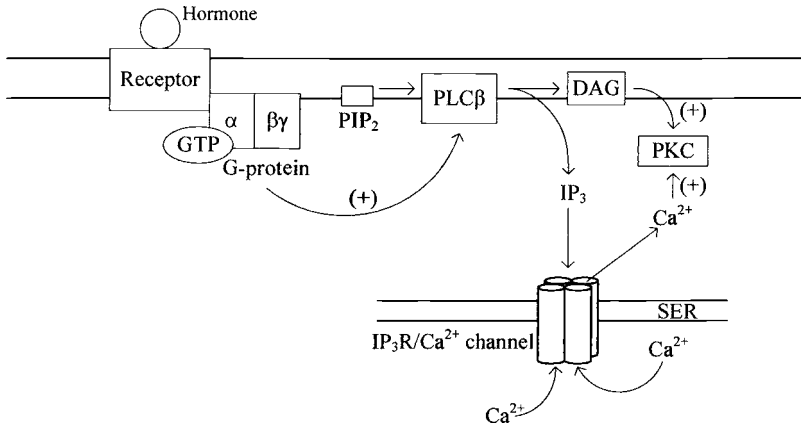 Hormone
Receptor
α
βγ
GTP
G-protein
PIP₂
PLCβ
DAG
(+)
PKC
(+)
(+)
IP₃
Ca²⁺
SER
IP₃R/Ca²⁺ channel
Ca²⁺
Ca²⁺